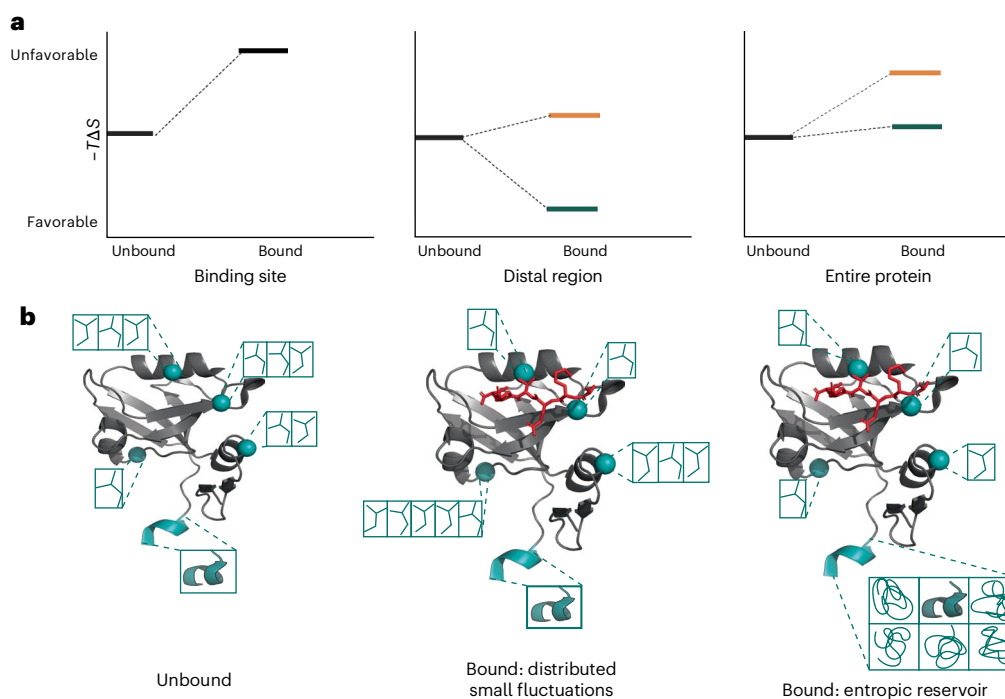 a
Unfavorable
−TΔS
Favorable
Unbound
Bound
Binding site
Unbound
Bound
Distal region
Unbound
Bound
Entire protein
b
Unbound
Bound: distributed
small fluctuations
Bound: entropic reservoir